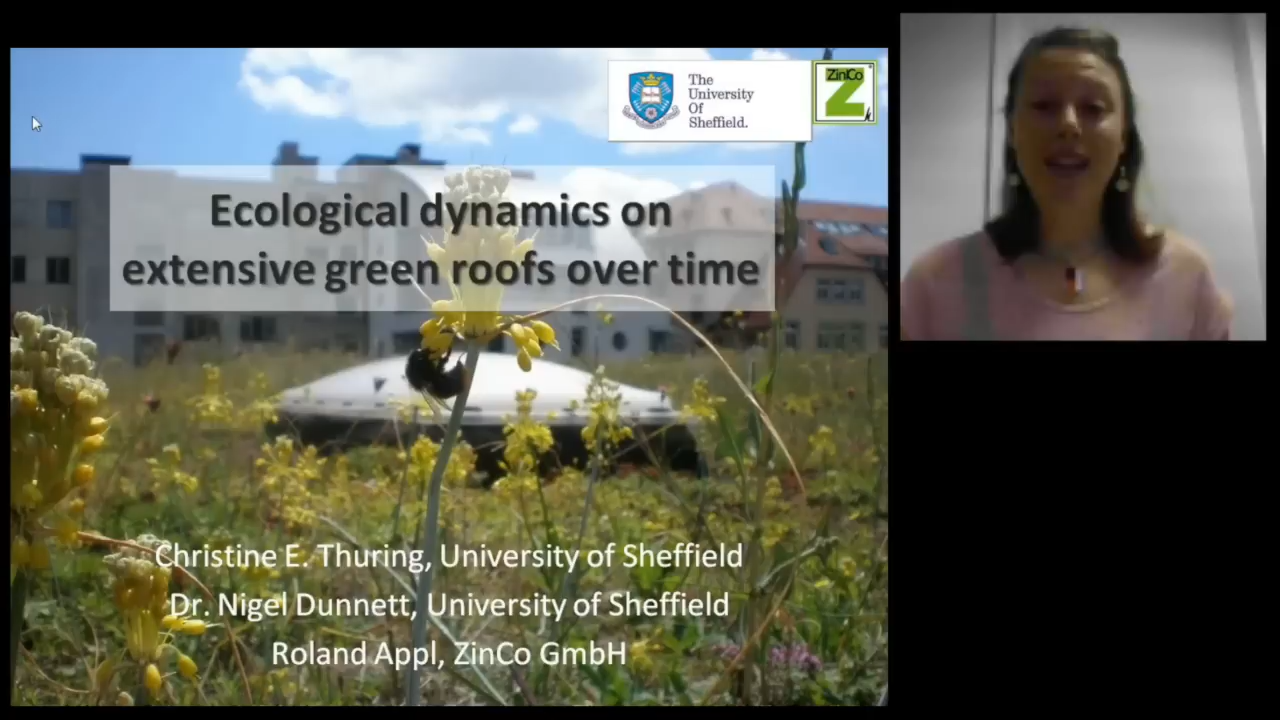 The
University
Of
Sheffield.
ZinCo
Ecological dynamics on
extensive green roofs over time
Christine E. Thuring, University of Sheffield
Dr. Nigel Dunnett, University of Sheffield
Roland Appl, ZinCo GmbH